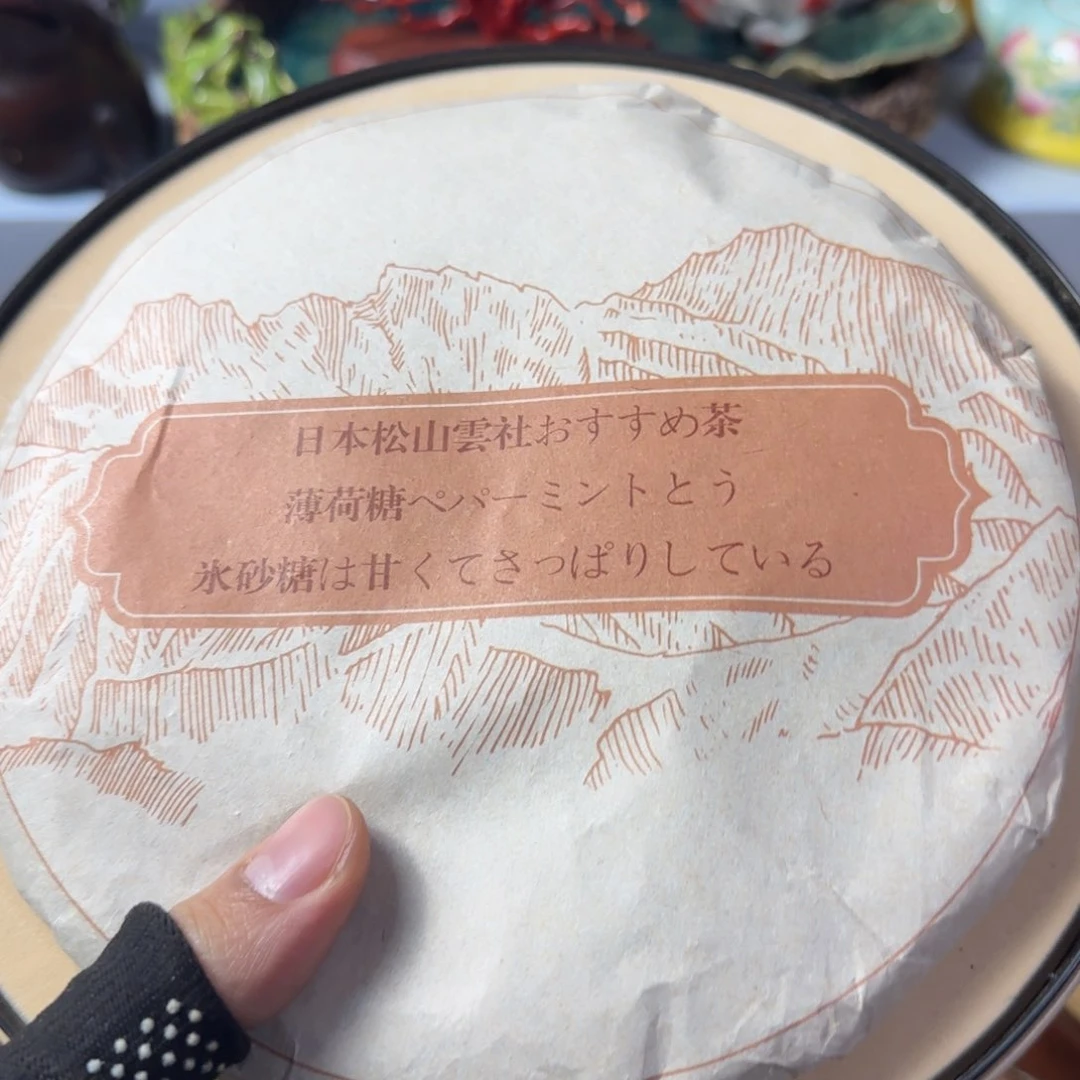 日本松山雲社おすすめ茶
薄荷糖ペパーミントとう
氷砂糖は甘くてさっぱりしている